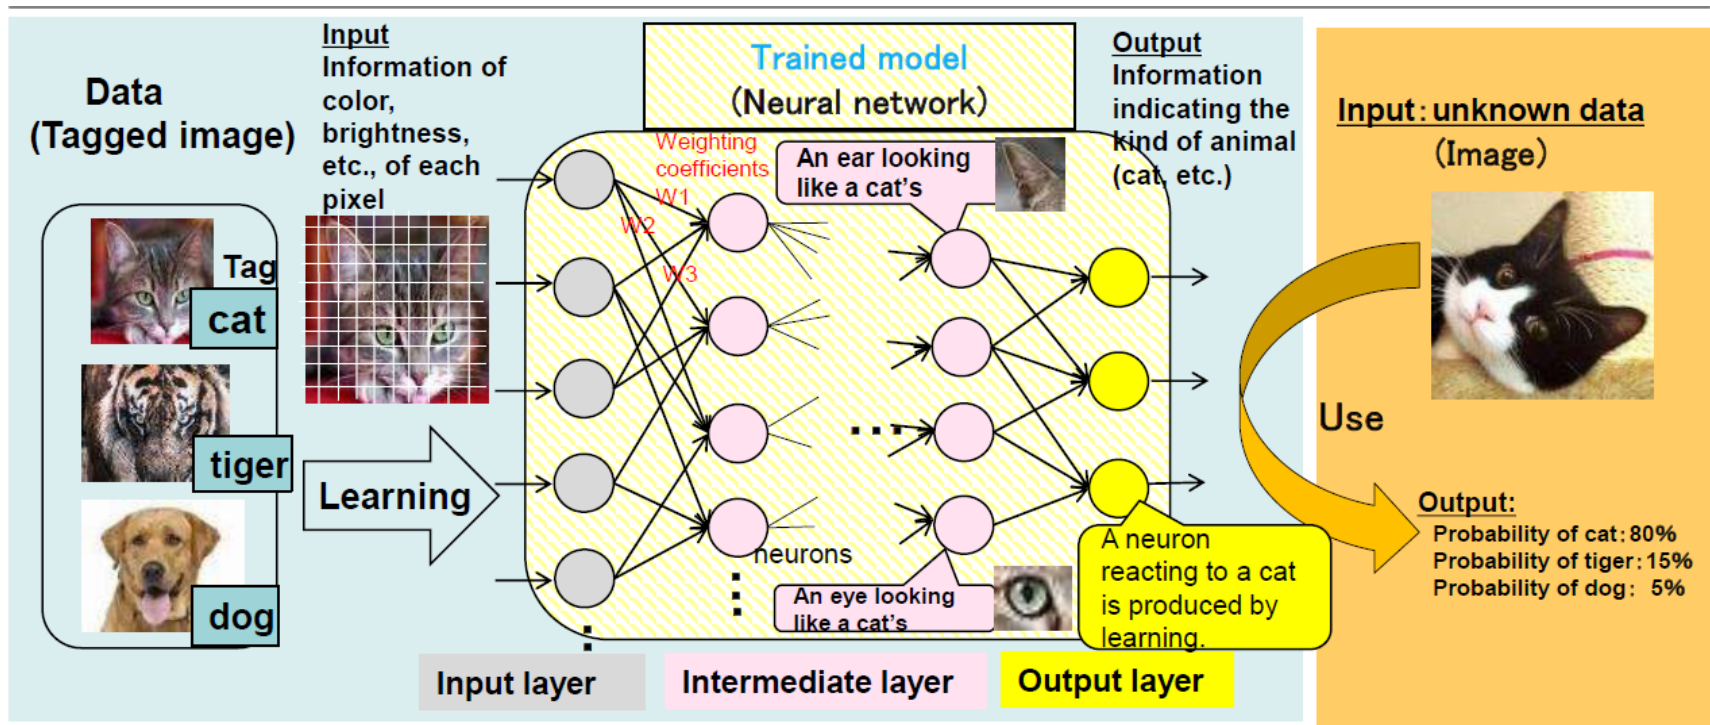 Data
(Tagged image)
Tag
cat
tiger
dog
Input
Information of
color,
brightness,
etc., of each
pixel
Learning
Trained model
(Neural network)
Weighting
coefficients
W1
W2
W3
An ear looking
like a cat's
neurons
An eye looking
like a cat's
Output
Information
indicating the
kind of animal
(cat, etc.)
A neuron
reacting to a cat
is produced by
learning.
Input layer
Intermediate layer
Output layer
Input：unknown data
(Image)
Use
Output:
Probability of cat：80%
Probability of tiger：15%
Probability of dog： 5%